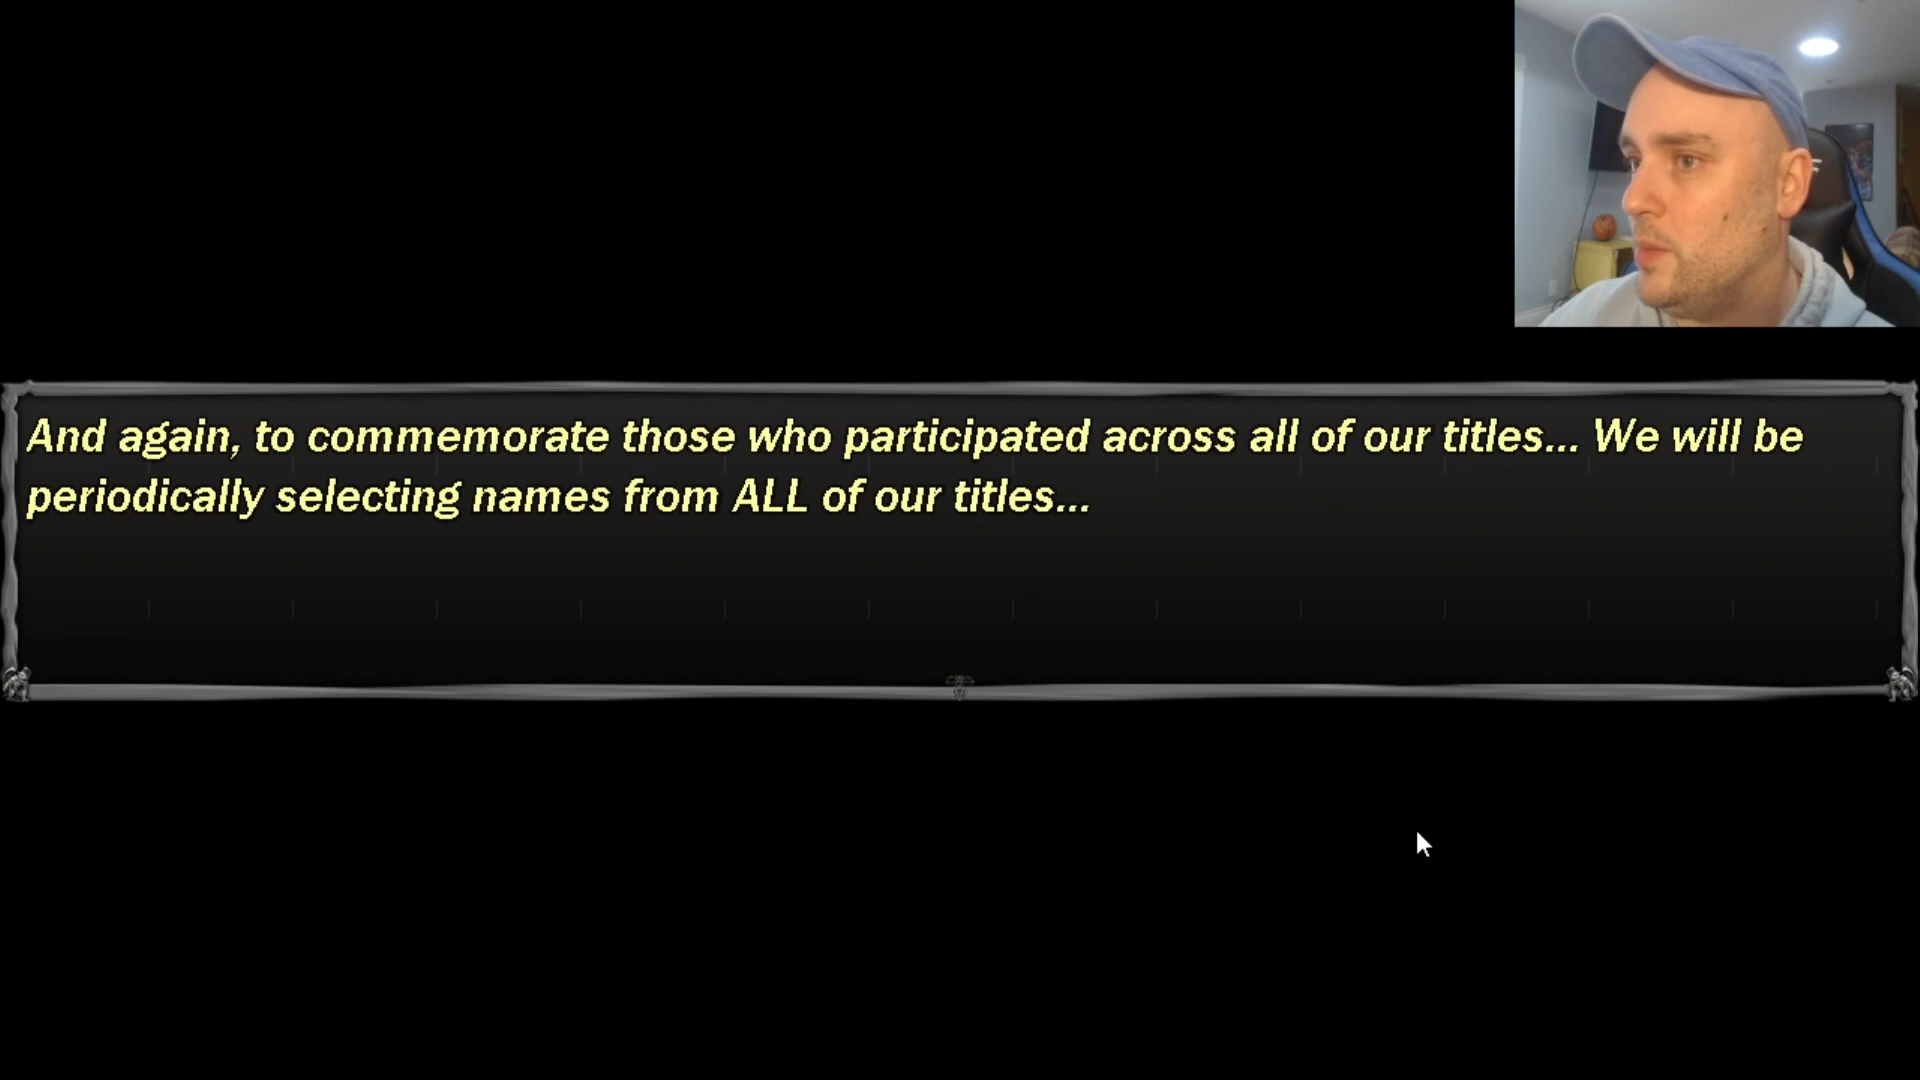 And again, to commemorate those who participated across all of our titles... We will be
periodically selecting names from ALL of our titles...